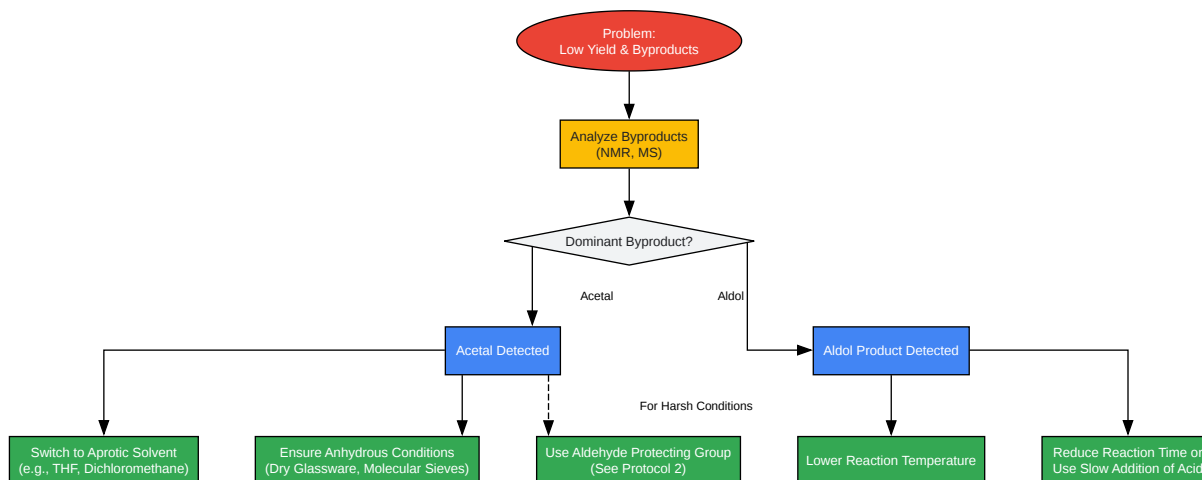 Problem:
Low Yield & Byproducts
Analyze Byproducts
(NMR, MS)
Dominant Byproduct?
Acetal
Aldol
Acetal Detected
Aldol Product Detected
For Harsh Conditions
Switch to Aprotic Solvent
(e.g., THF, Dichloromethane)
Ensure Anhydrous Conditions
(Dry Glassware, Molecular Sieves)
Use Aldehyde Protecting Group
(See Protocol 2)
Lower Reaction Temperature
Reduce Reaction Time or
Use Slow Addition of Acid